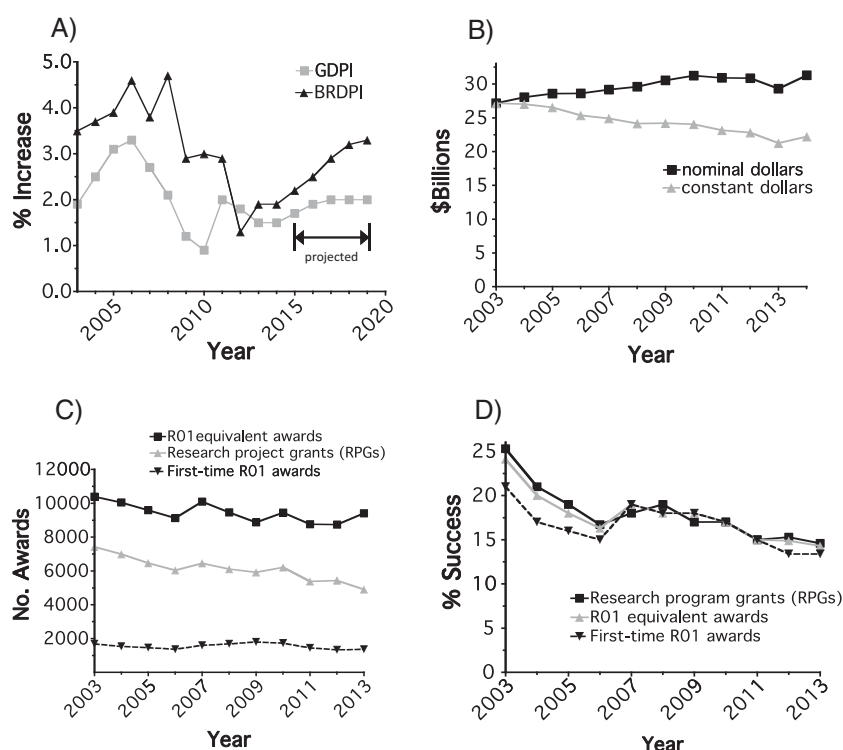 A)
5.0
4.0
3.0
2.0
1.0
0.0
% Increase
GDPI
BRDPI
projected
2005
2010
2015
2020
Year
B)
30
25
20
15
10
5
0
$Billions
nominal dollars
constant dollars
2003
2005
2007
2009
2011
2013
Year
C)
R01equivalent awards
Research project grants (RPGs)
First-time R01 awards
12000
10000
8000
6000
4000
2000
No. Awards
2003
2005
2007
2009
2011
2013
Year
D)
25
20
15
10
5
0
% Success
Research program grants (RPGs)
R01 equivalent awards
First-time R01 awards
2003
2005
2007
2009
2011
2013
Year